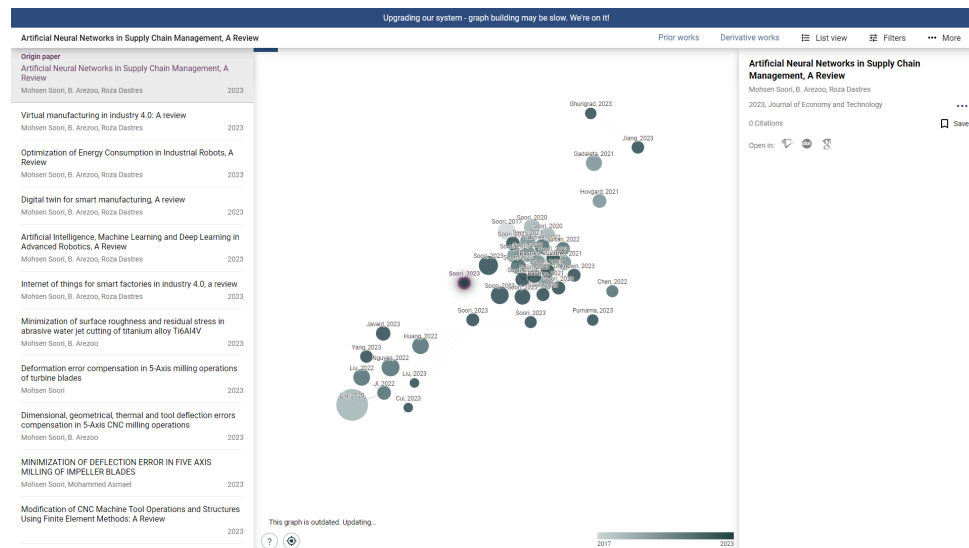 Upgrading our system - graph building may be slow. We're on it!
Artificial Neural Networks in Supply Chain Management, A Review
Prior works
Derivative works
List view
Filters
More
Origin paper
Artificial Neural Networks in Supply Chain Management, A
Review
Mohsen Soori, B. Arezoo, Roza Dastres
2023
Virtual manufacturing in industry 4.0: A review
Mohsen Soori, B. Arezoo, Roza Dastres
2023
Optimization of Energy Consumption in Industrial Robots, A
Review
Mohsen Soori, B. Arezoo, Roza Dastres
2023
Digital twin for smart manufacturing, A review
Mohsen Soori, B. Arezoo, Roza Dastres
2023
Artificial Intelligence, Machine Learning and Deep Learning in
Advanced Robotics, A Review
Mohsen Soori, B. Arezoo, Roza Dastres
2023
Internet of things for smart factories in industry 4.0, a review
Mohsen Soori, B. Arezoo, Roza Dastres
2023
Minimization of surface roughness and residual stress in
abrasive water jet cutting of titanium alloy Ti6Al4V
Mohsen Soori, B. Arezoo
2023
Deformation error compensation in 5-Axis milling operations
of turbine blades
Mohsen Soori
2023
Dimensional, geometrical, thermal and tool deflection errors
compensation in 5-Axis CNC milling operations
Mohsen Soori, B. Arezoo
2023
MINIMIZATION OF DEFLECTION ERROR IN FIVE AXIS
MILLING OF IMPELLER BLADES
Mohsen Soori, Mohammed Asmael
2023
Modification of CNC Machine Tool Operations and Structures
Using Finite Element Methods: A Review
2023
Ghungrad, 2023
Jiang, 2023
Gadaleta, 2021
Hovgard, 2021
Soori, 2020
Soori, 2017
Soori, 2020
Soori, 2023
Soori, 2023
Chen, 2022
Soori, 2023
Soori, 2023
Purnama, 2023
Javaid, 2023
Huang, 2022
Yang, 2023
Nguyen, 2022
Liu, 2022
Liu, 2023
Ji, 2022
Liu, 2020
Cui, 2023
This graph is outdated. Updating...
?
2017
2023
Artificial Neural Networks in Supply Chain
Management, A Review
Mohsen Soori, B. Arezoo, Roza Dastres
2023, Journal of Economy and Technology
0 Citations
Save
Open in: